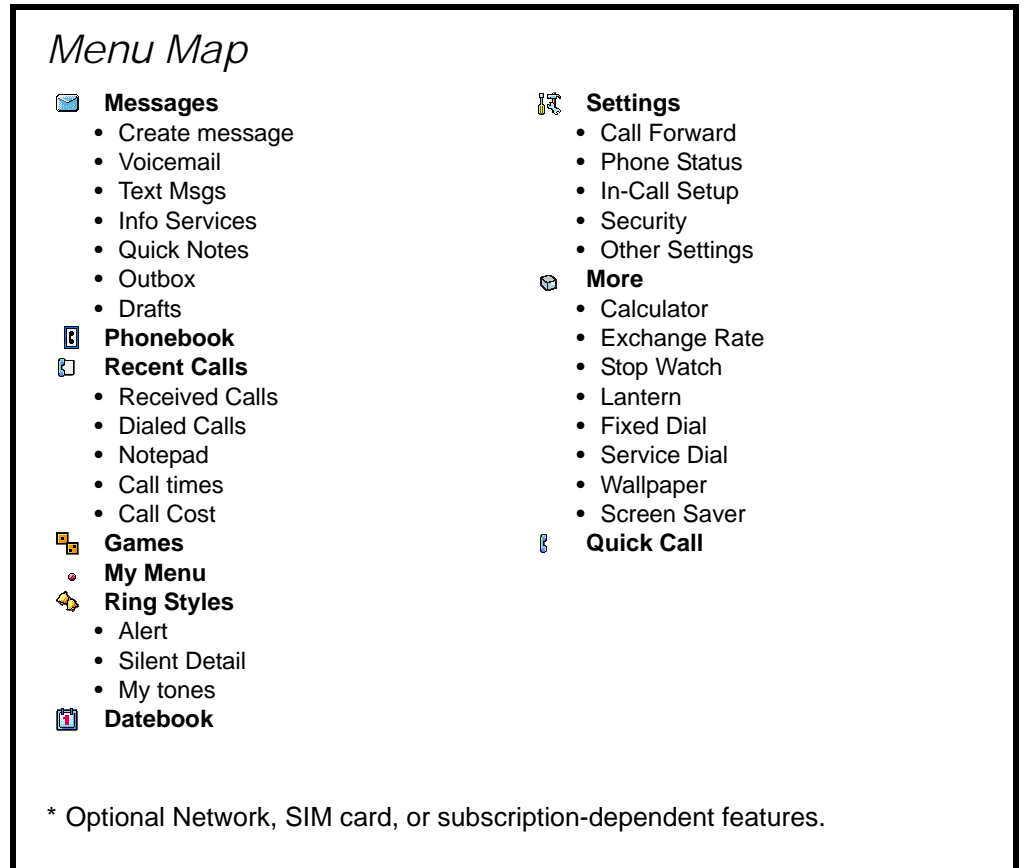 Menu Map
Messages
• Create message
• Voicemail
• Text Msgs
• Info Services
• Quick Notes
• Outbox
• Drafts
Phonebook
Recent Calls
• Received Calls
• Dialed Calls
• Notepad
• Call times
• Call Cost
Games
My Menu
Ring Styles
• Alert
• Silent Detail
• My tones
Datebook
Settings
• Call Forward
• Phone Status
• In-Call Setup
• Security
• Other Settings
More
• Calculator
• Exchange Rate
• Stop Watch
• Lantern
• Fixed Dial
• Service Dial
• Wallpaper
• Screen Saver
Quick Call
* Optional Network, SIM card, or subscription-dependent features.